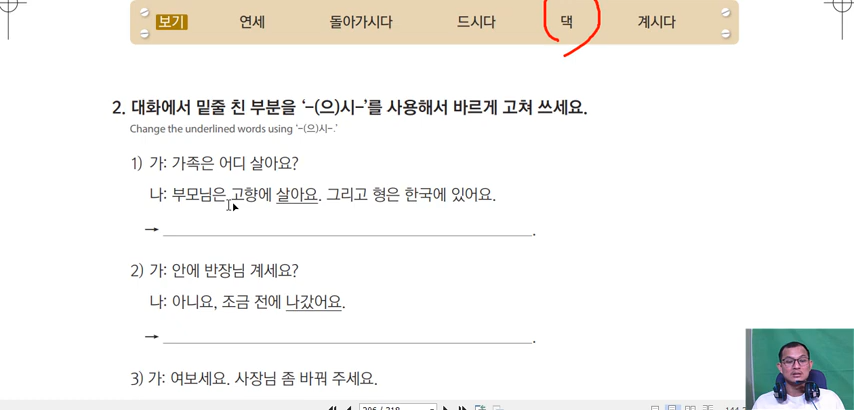 보기 연세 돌아가시다 드시다 댁 계시다
2. 대화에서 밑줄 친 부분을 ‘-(으)시-’를 사용해서 바르게 고쳐 쓰세요.
Change the underlined words using ‘-(으)시-.’
1) 가: 가족은 어디 살아요?
나: 부모님은 고향에 살아요. 그리고 형은 한국에 있어요.
→ .
2) 가: 안에 반장님 계세요?
나: 아니요, 조금 전에 나갔어요.
→ .
3) 가: 여보세요. 사장님 좀 바꿔 주세요.